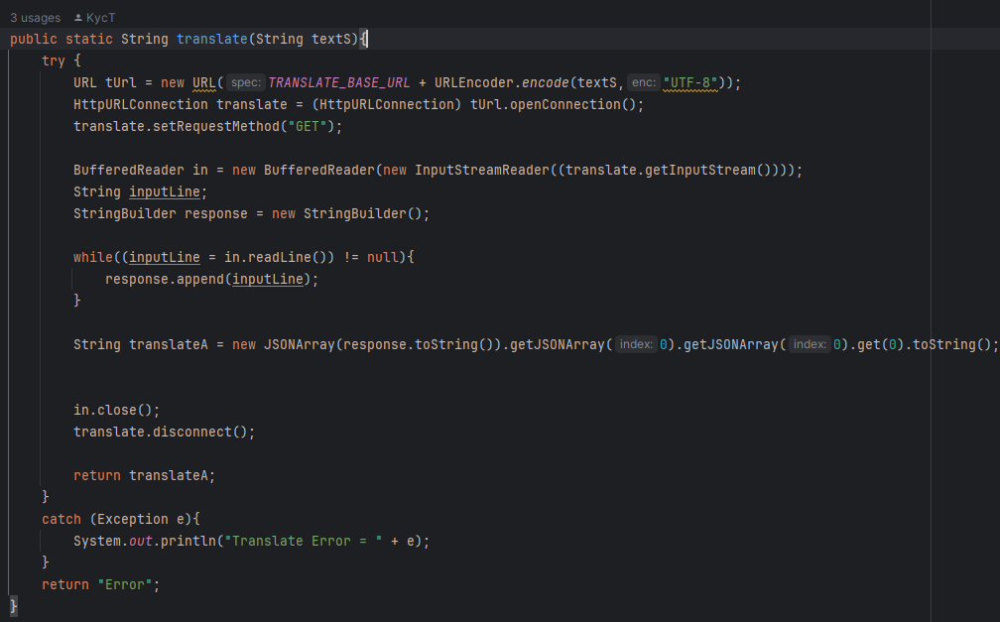 3 usages KycT
public static String translate(String textS){
try {
URL tUrl = new URL( spec: TRANSLATE_BASE_URL + URLEncoder.encode(textS, enc: "UTF-8"));
HttpURLConnection translate = (HttpURLConnection) tUrl.openConnection();
translate.setRequestMethod("GET");
BufferedReader in = new BufferedReader(new InputStreamReader((translate.getInputStream())));
String inputLine;
StringBuilder response = new StringBuilder();
while((inputLine = in.readLine()) != null){
response.append(inputLine);
}
String translateA = new JSONArray(response.toString()).getJSONArray( index: 0).getJSONArray( index: 0).get(0).toString();
in.close();
translate.disconnect();
return translateA;
}
catch (Exception e){
System.out.println("Translate Error = " + e);
}
return "Error";
}